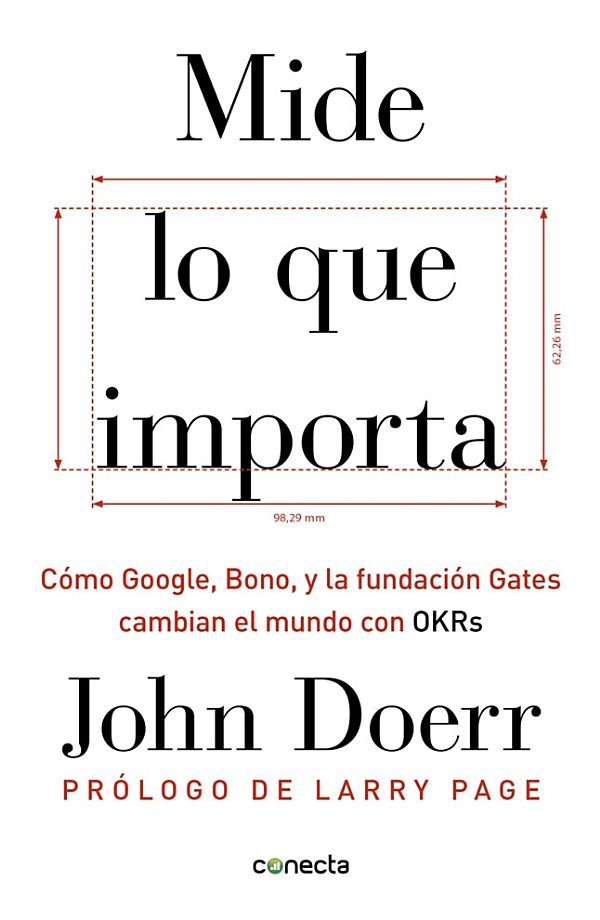 Mide
lo que
62,26 mm
importa
98,29 mm
Cómo Google, Bono, y la fundación Gates
cambian el mundo con OKRs
John Doerr
PRÓLOGO DE LARRY PAGE
conecta